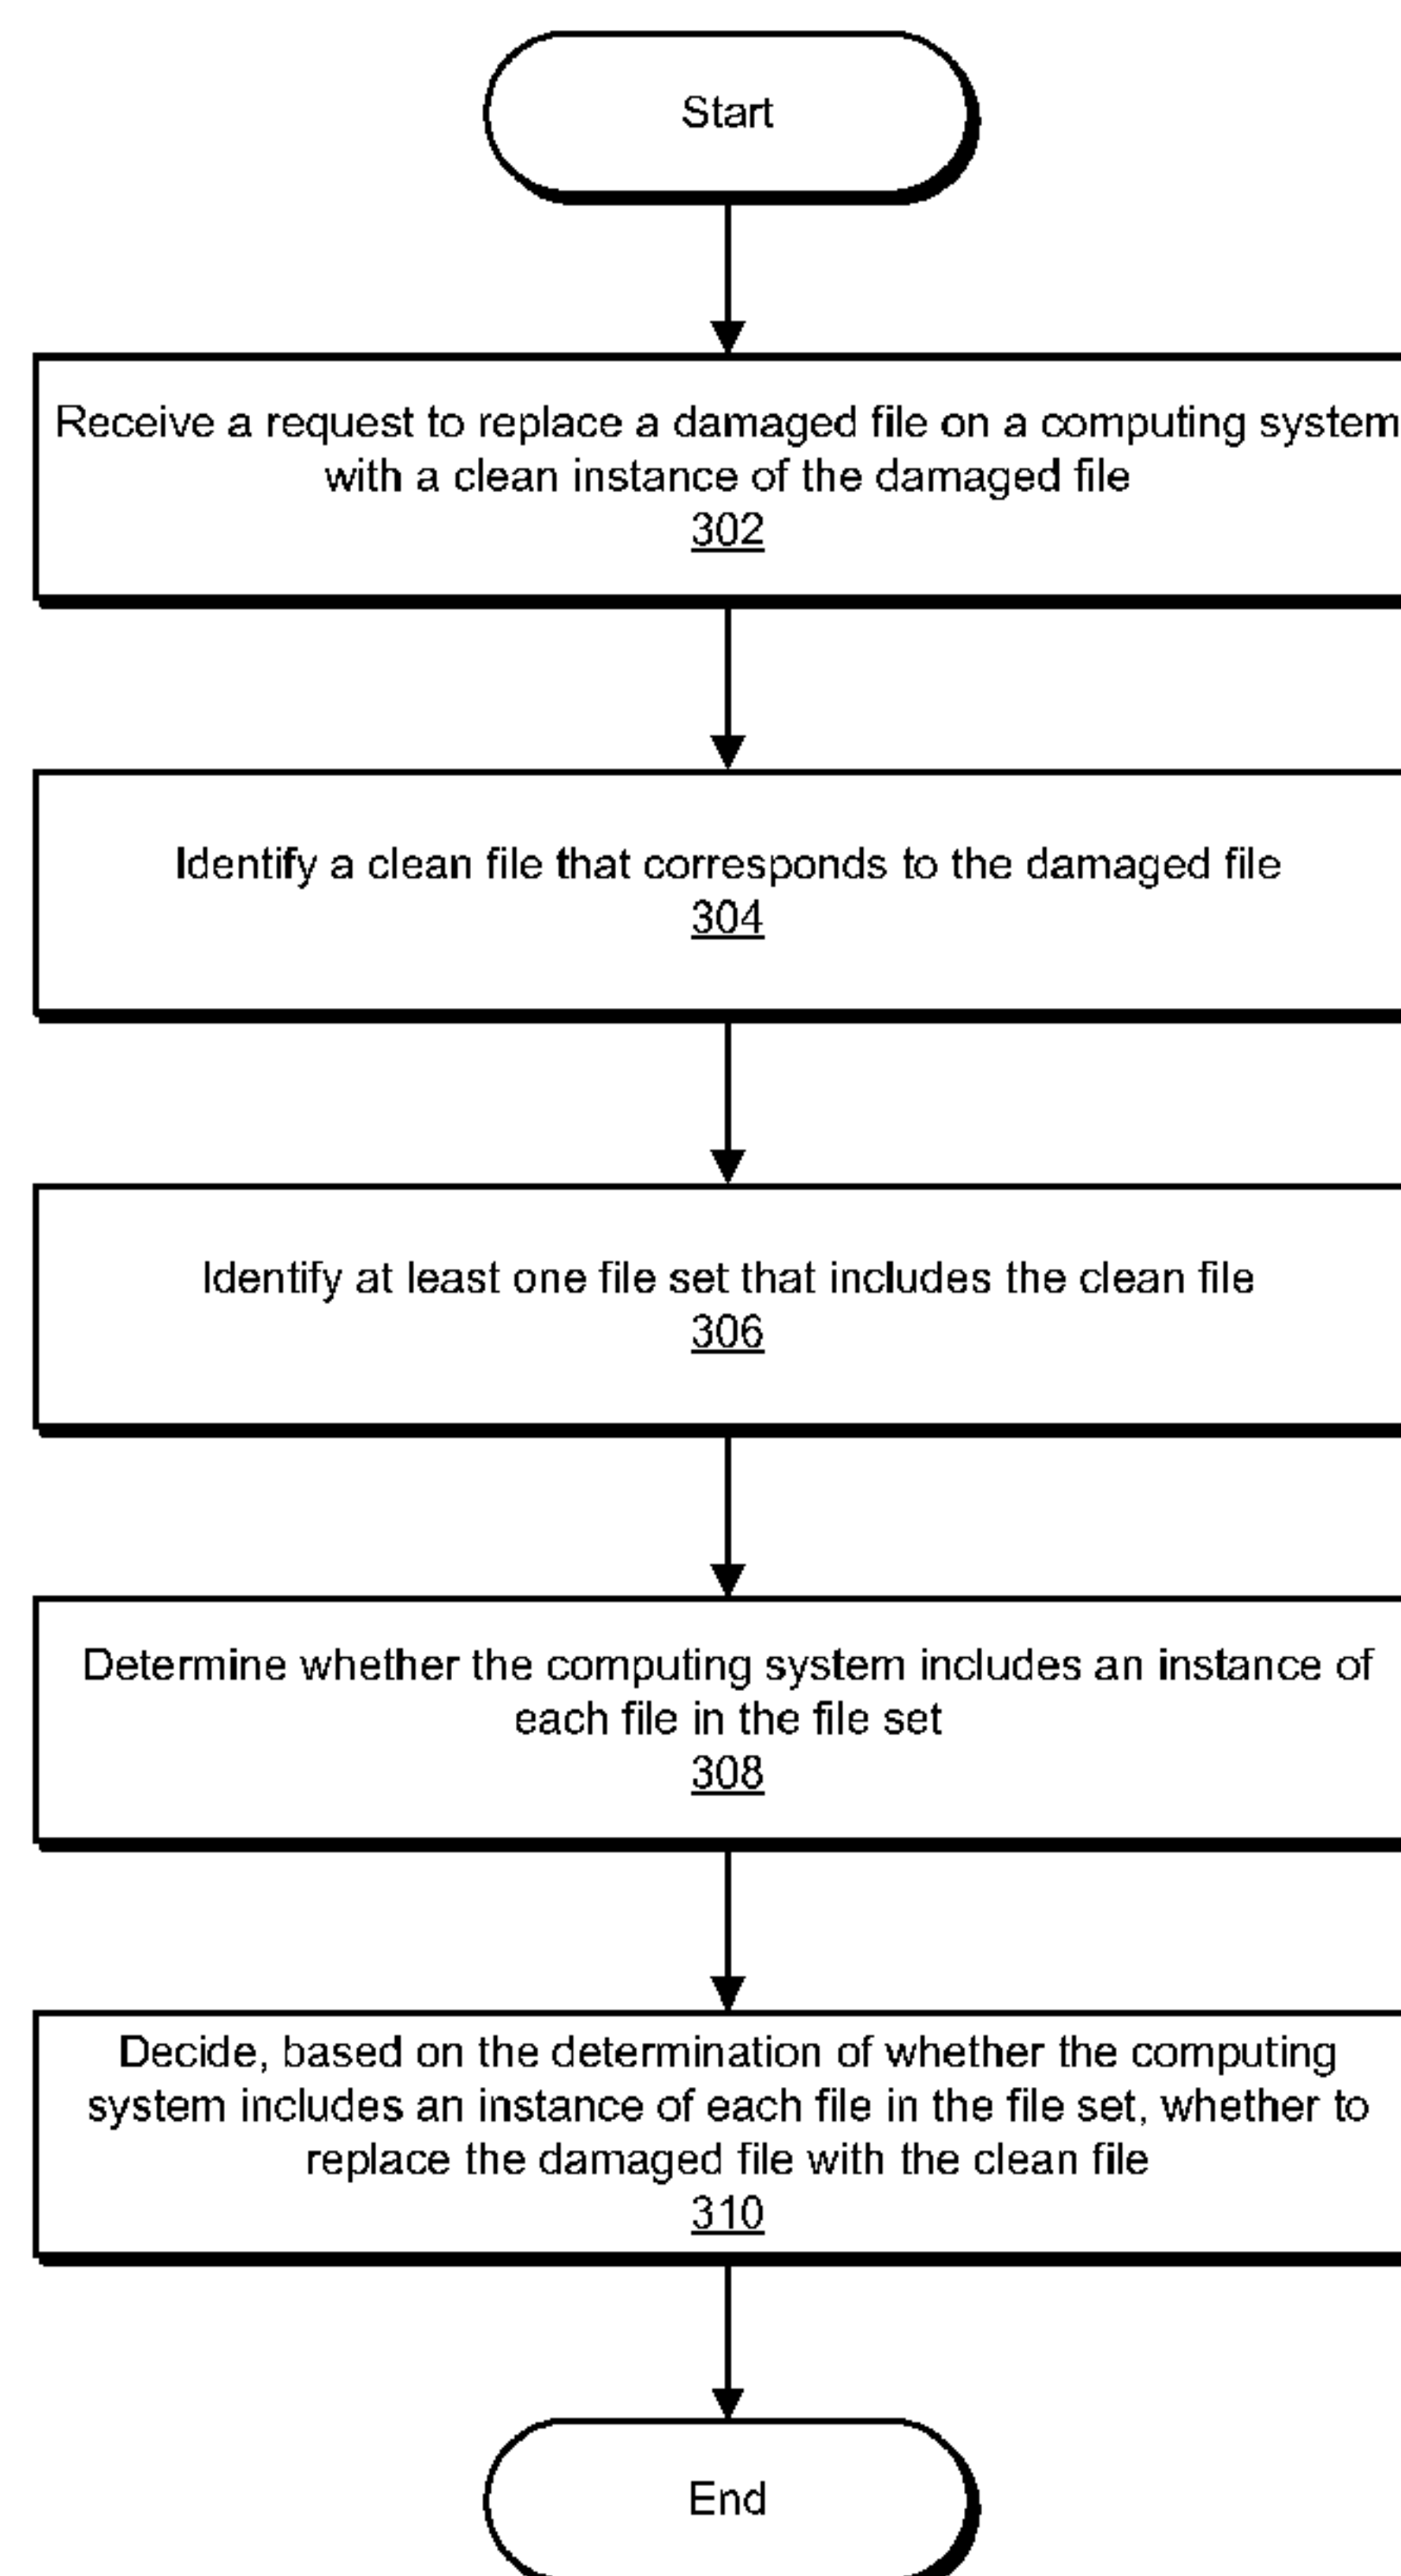 Start
Receive a request to replace a damaged file on a computing system
with a clean instance of the damaged file
302
Identify a clean file that corresponds to the damaged file
304
Identify at least one file set that includes the clean file
306
Determine whether the computing system includes an instance of
each file in the file set
308
Decide, based on the determination of whether the computing
system includes an instance of each file in the file set, whether to
replace the damaged file with the clean file
310
End